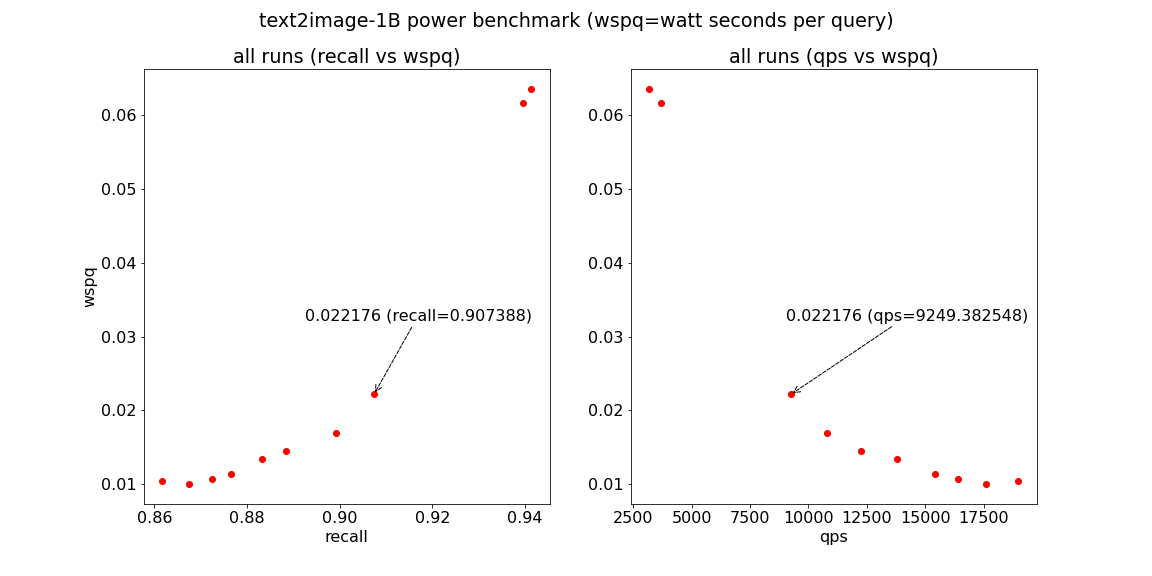 text2image-1B power benchmark (wspq=watt seconds per query)
all runs (recall vs wspq)
0.06
0.05
0.04
0.03
0.02
0.01
wspq
0.022176 (recall=0.907388)
0.86 0.88 0.90 0.92 0.94
recall
all runs (qps vs wspq)
0.06
0.05
0.04
0.03
0.02
0.01
0.022176 (qps=9249.382548)
2500 5000 7500 10000 12500 15000 17500
qps